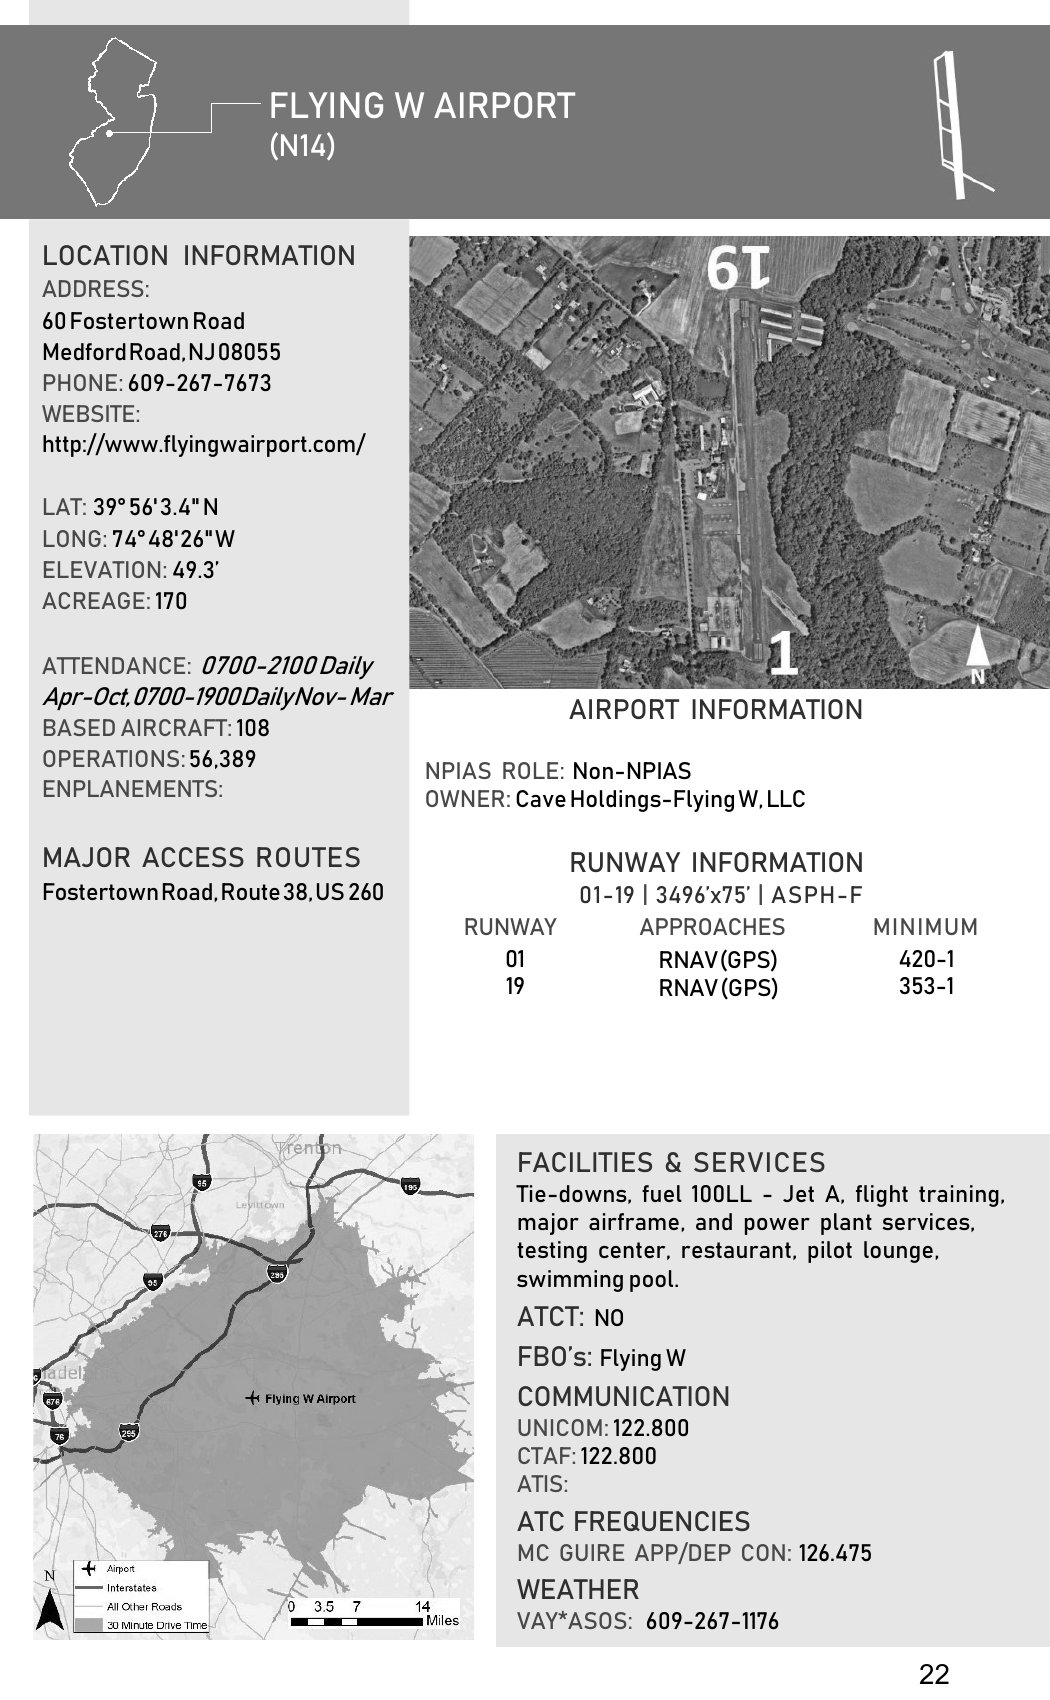 FLYING W AIRPORT
(N14)
LOCATION INFORMATION
ADDRESS:
60 Fostertown Road
Medford Road, NJ 08055
PHONE: 609-267-7673
WEBSITE:
http://www.flyingwairport.com/
LAT: 39° 56' 3.4" N
LONG: 74° 48' 26" W
ELEVATION: 49.3’
ACREAGE: 170
ATTENDANCE: 0700-2100 Daily
Apr-Oct, 0700-1900 Daily Nov- Mar
BASED AIRCRAFT: 108
OPERATIONS: 56,389
ENPLANEMENTS:
MAJOR ACCESS ROUTES
Fostertown Road, Route 38, US 260
19
1
N
AIRPORT INFORMATION
NPIAS ROLE: Non-NPIAS
OWNER: Cave Holdings-Flying W, LLC
RUNWAY INFORMATION
01-19 | 3496’x75’ | ASPH-F
RUNWAY APPROACHES MINIMUM
01 RNAV (GPS) 420-1
19 RNAV (GPS) 353-1
Trenton
95
195
Levittown
276
295
95
676
76
295
Flying W Airport
N
Airport
Interstates
All Other Roads
30 Minute Drive Time
0 3.5 7 14
Miles
FACILITIES & SERVICES
Tie-downs, fuel 100LL - Jet A, flight training,
major airframe, and power plant services,
testing center, restaurant, pilot lounge,
swimming pool.
ATCT: NO
FBO’s: Flying W
COMMUNICATION
UNICOM: 122.800
CTAF: 122.800
ATIS:
ATC FREQUENCIES
MC GUIRE APP/DEP CON: 126.475
WEATHER
VAY*ASOS: 609-267-1176
22